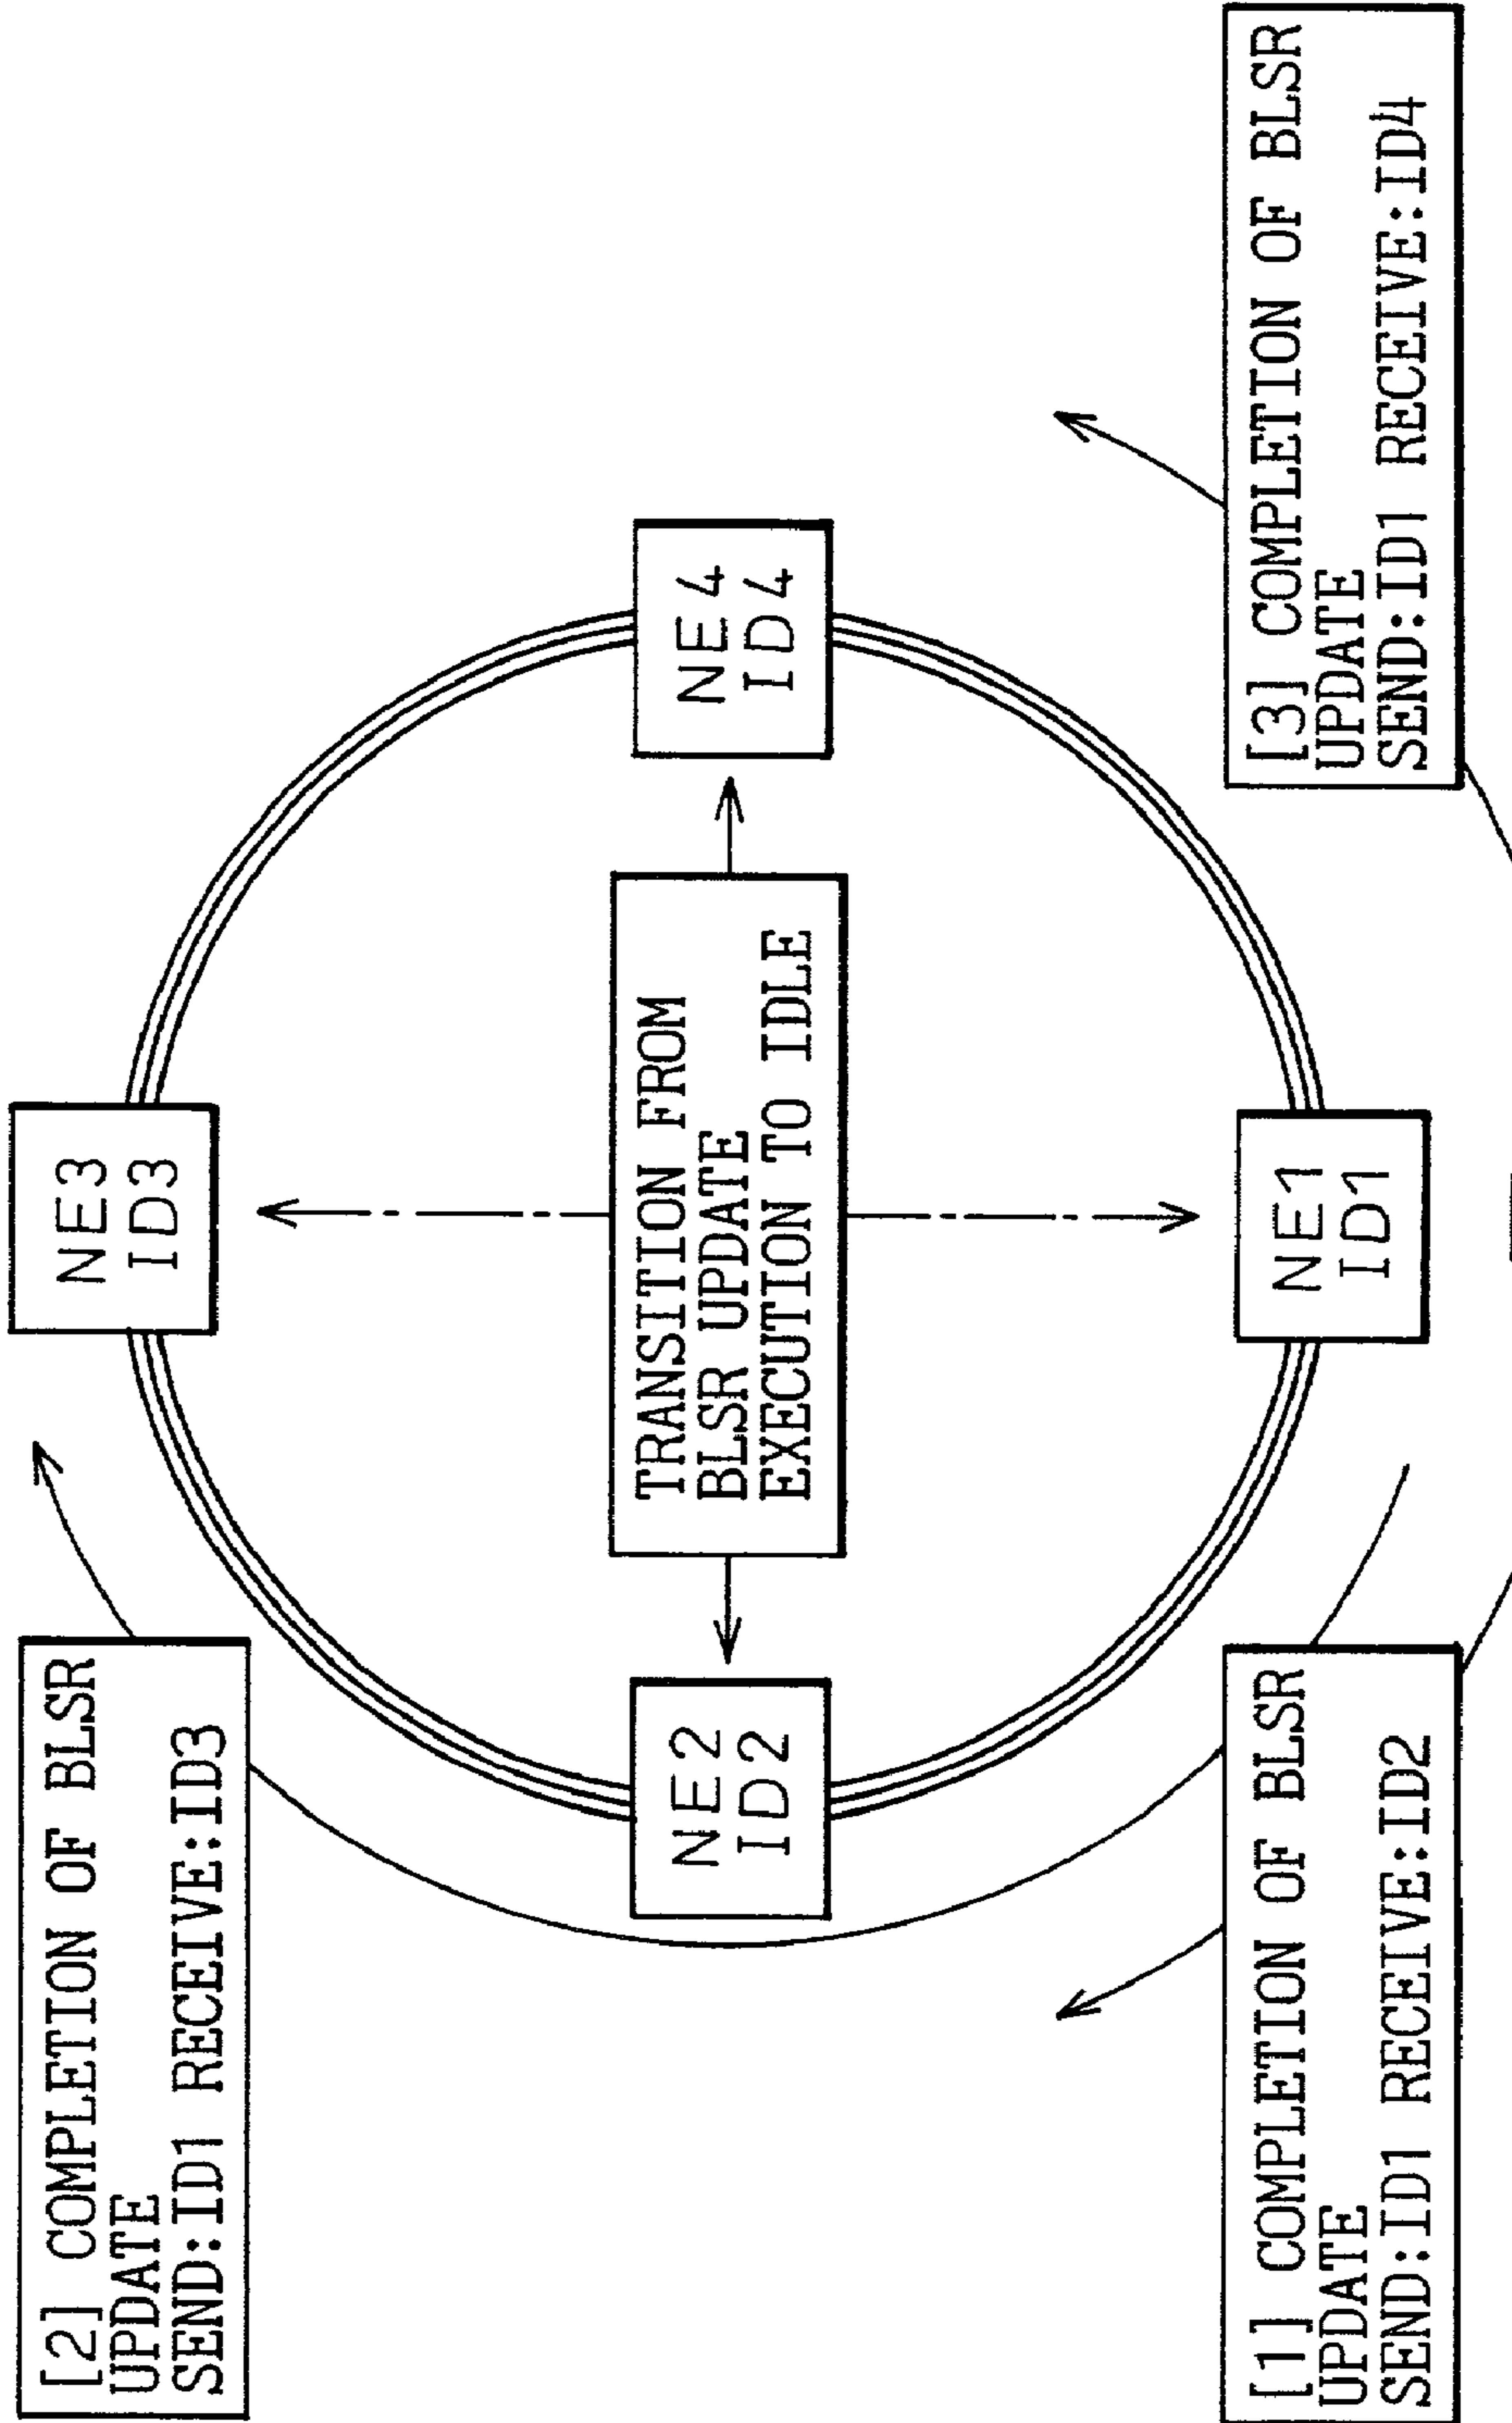 [2] COMPLETION OF BLSR
UPDATE
SEND:ID1 RECEIVE:ID3
NE3
ID3
NE2
ID2
TRANSITION FROM
BLSR UPDATE
EXECUTION TO IDLE
NE4
ID4
[1] COMPLETION OF BLSR
UPDATE
SEND:ID1 RECEIVE:ID2
NE1
ID1
[3] COMPLETION OF BLSR
UPDATE
SEND:ID1 RECEIVE:ID4